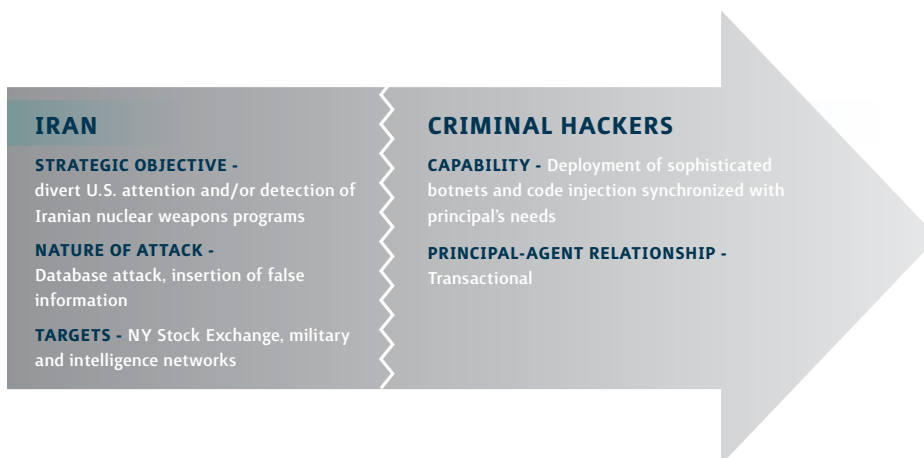 IRAN
STRATEGIC OBJECTIVE -
divert U.S. attention and/or detection of
Iranian nuclear weapons programs
NATURE OF ATTACK -
Database attack, insertion of false
information
TARGETS - NY Stock Exchange, military
and intelligence networks
CRIMINAL HACKERS
CAPABILITY - Deployment of sophisticated
botnets and code injection synchronized with
principal's needs
PRINCIPAL-AGENT RELATIONSHIP -
Transactional